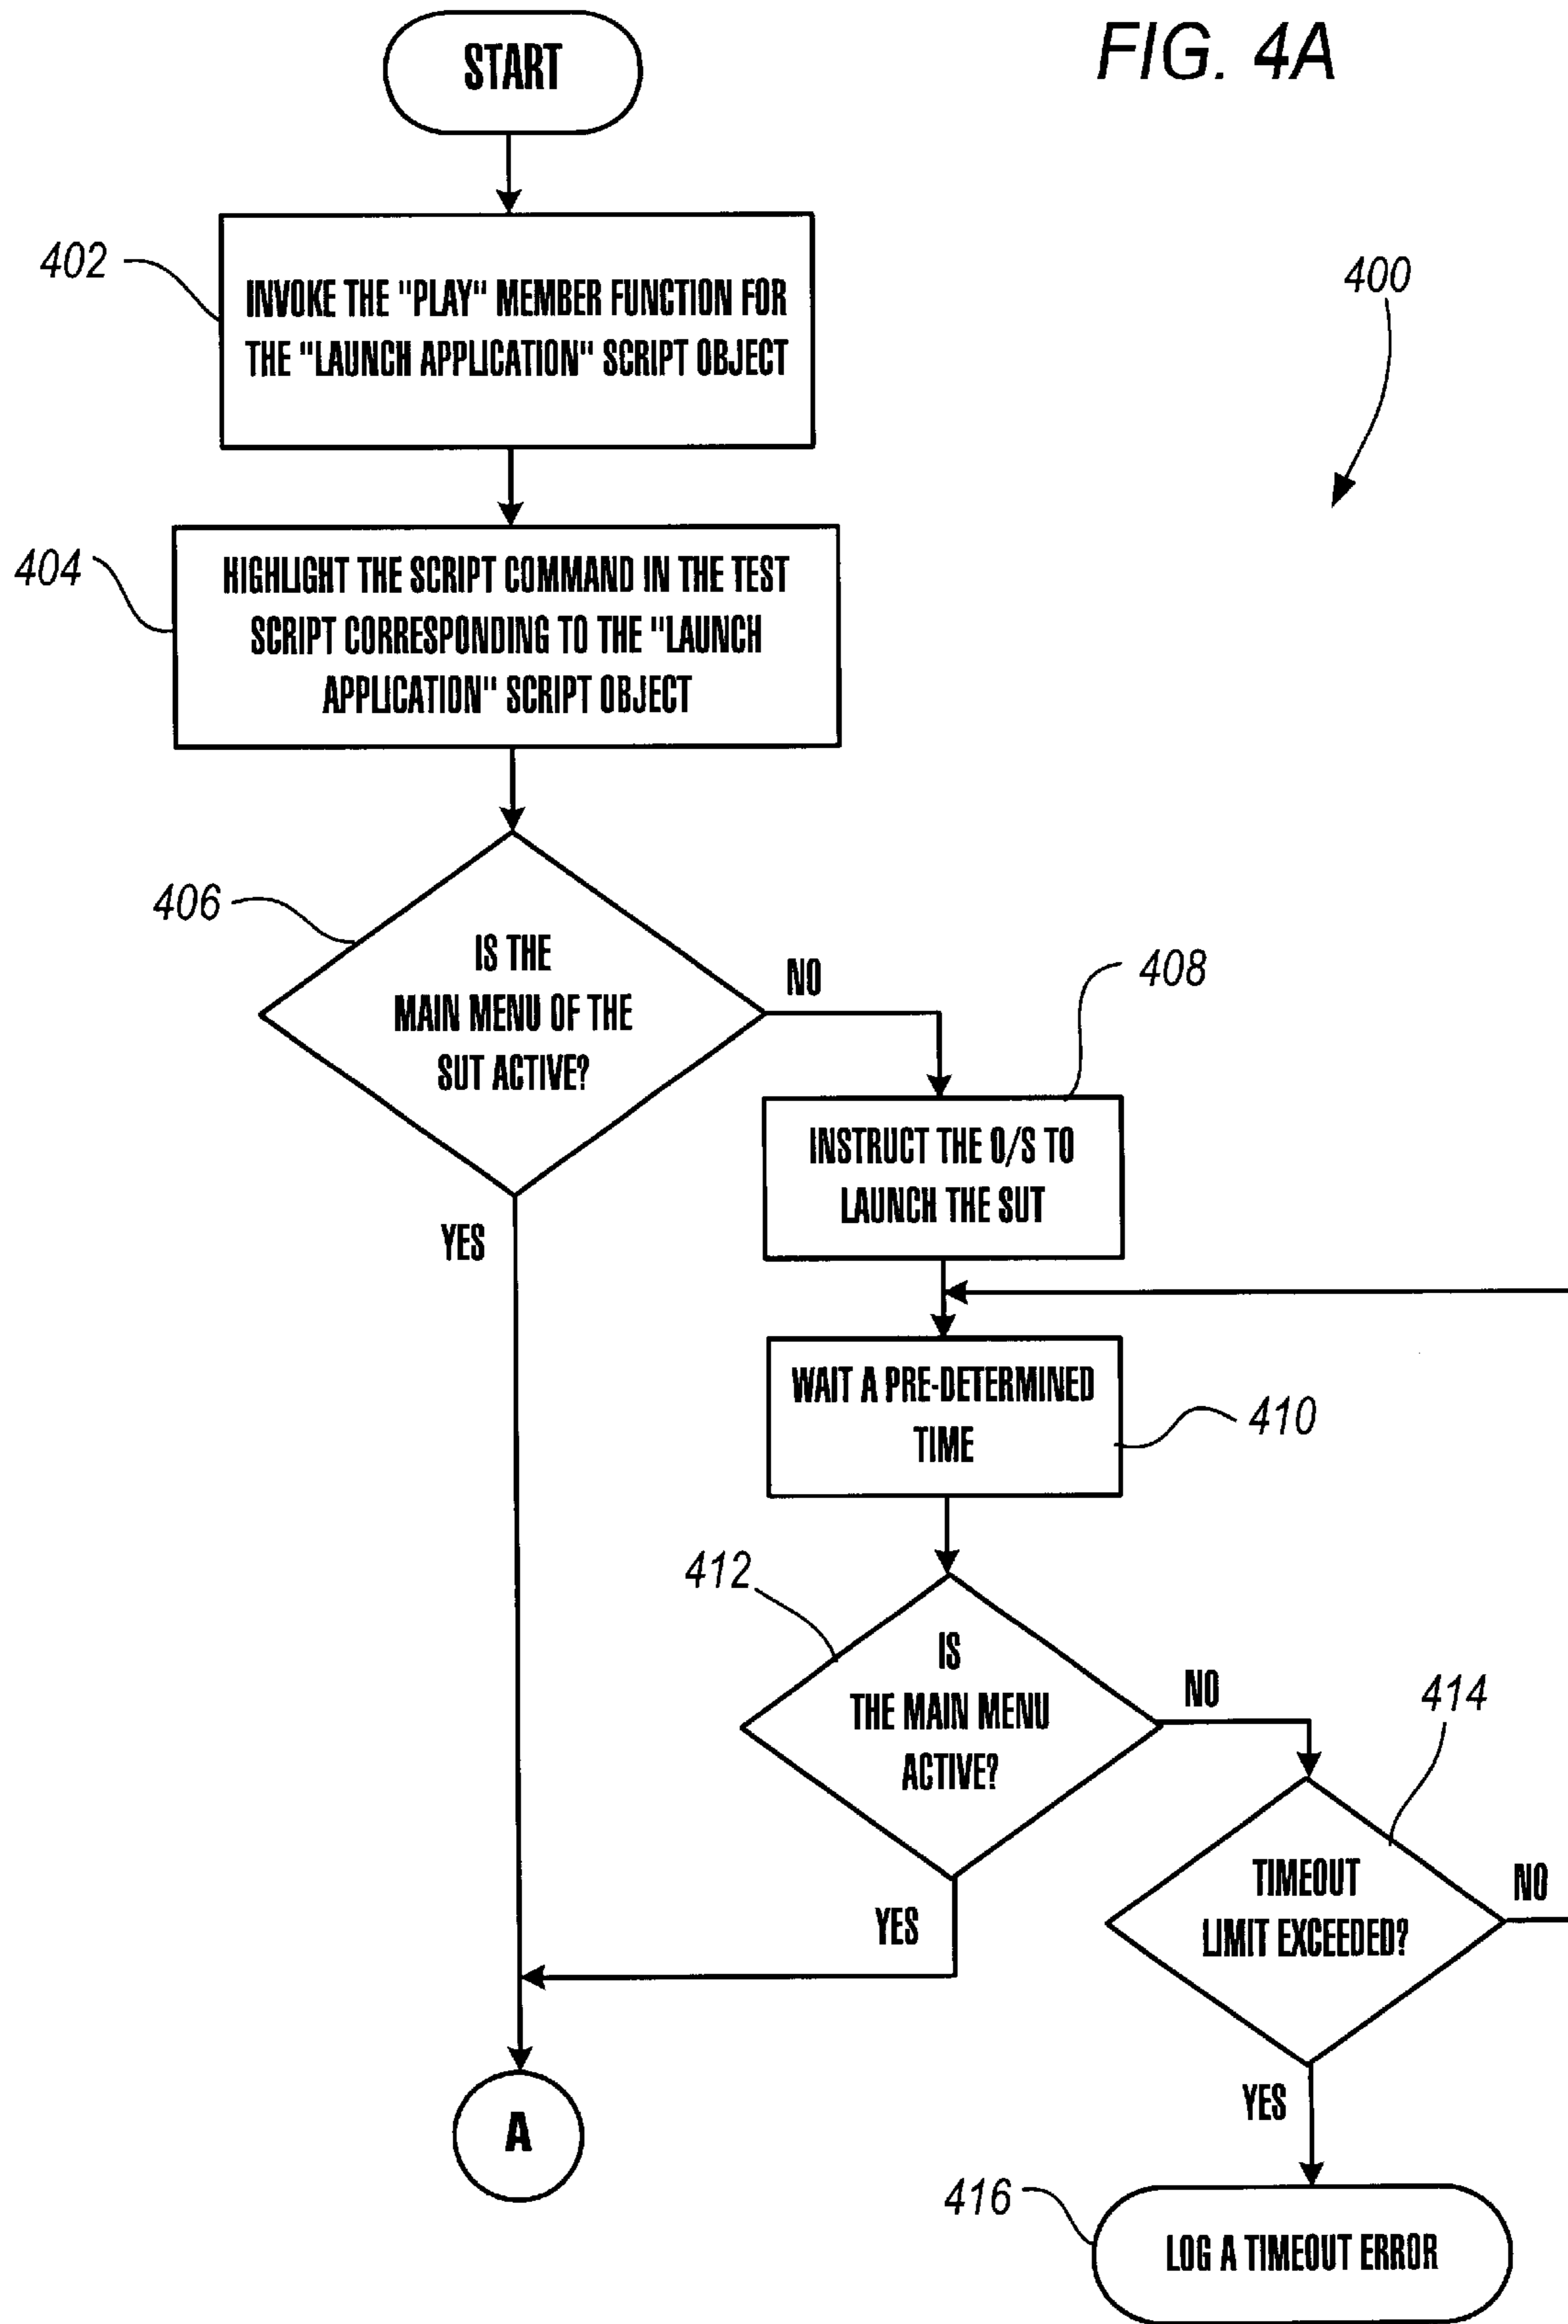 FIG. 4A
START
402
INVOKE THE "PLAY" MEMBER FUNCTION FOR
THE "LAUNCH APPLICATION" SCRIPT OBJECT
400
404
HIGHLIGHT THE SCRIPT COMMAND IN THE TEST
SCRIPT CORRESPONDING TO THE "LAUNCH
APPLICATION" SCRIPT OBJECT
406
IS THE
MAIN MENU OF THE
SUT ACTIVE?
NO
YES
408
INSTRUCT THE O/S TO
LAUNCH THE SUT
WAIT A PRE-DETERMINED
TIME
410
412
IS
THE MAIN MENU
ACTIVE?
NO
YES
414
TIMEOUT
LIMIT EXCEEDED?
NO
YES
A
416
LOG A TIMEOUT ERROR